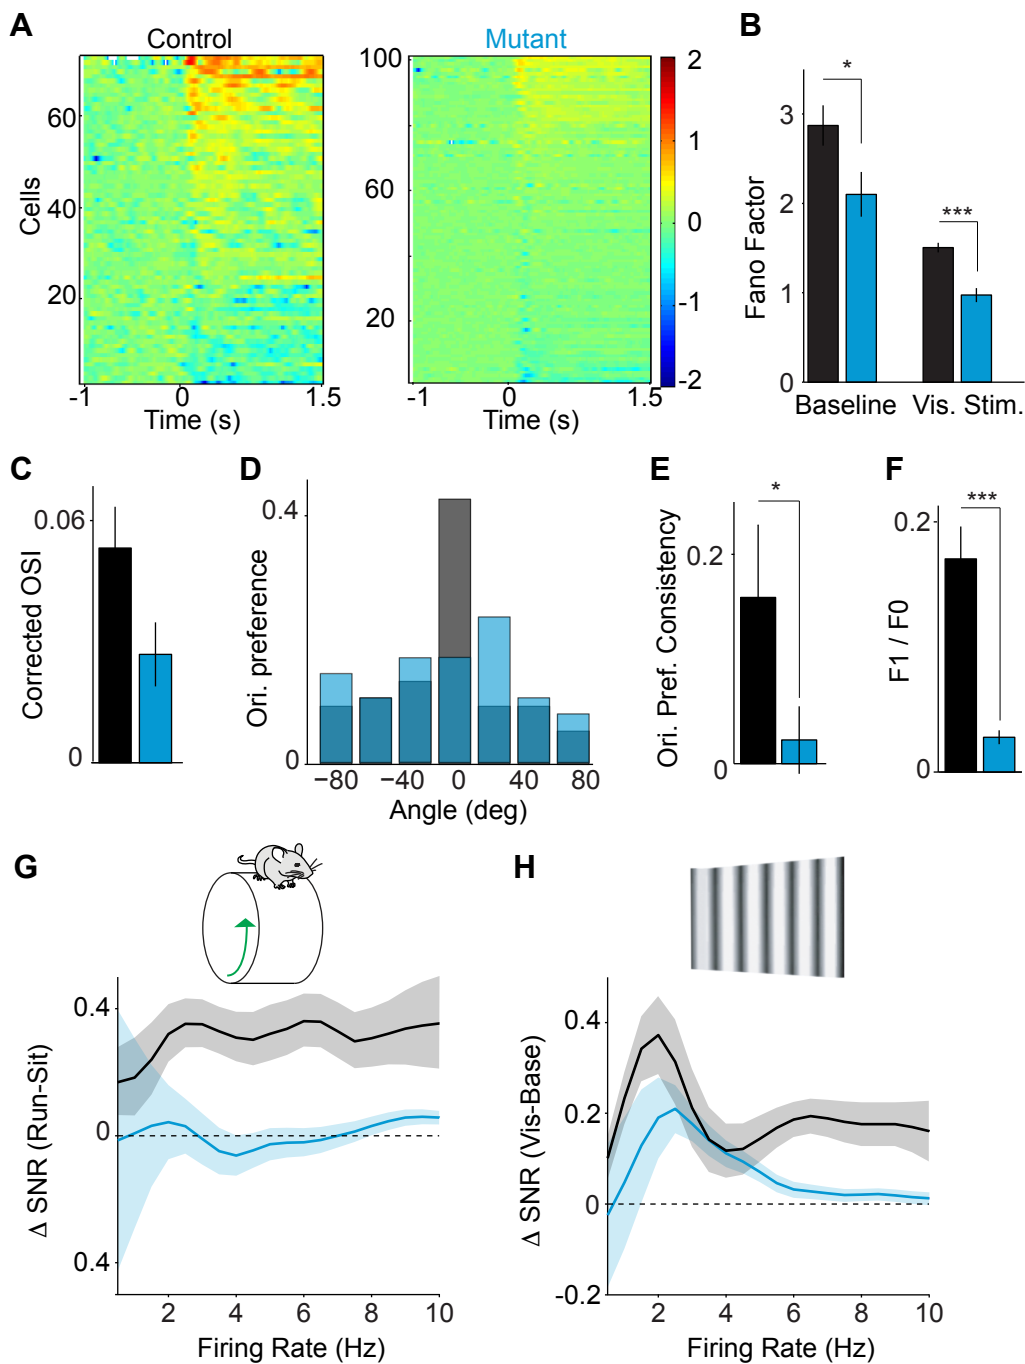 A
Control
Mutant
B
Cells
60
40
20
-1
0
1.5
Time (s)
100
60
20
-1
0
1.5
Time (s)
2
1
0
-1
-2
Fano Factor
3
2
1
0
*
***
Baseline
Vis. Stim.
C
Corrected OSI
0.06
0
D
Ori. preference
0.4
0
−80
−40
0
40
80
Angle (deg)
E
Ori. Pref. Consistency
0.2
0
*
F
F1 / F0
0.2
0
***
G
Δ SNR (Run-Sit)
0.4
0
0.4
2
4
6
8
10
Firing Rate (Hz)
H
Δ SNR (Vis-Base)
0.4
0.2
0
-0.2
2
4
6
8
10
Firing Rate (Hz)